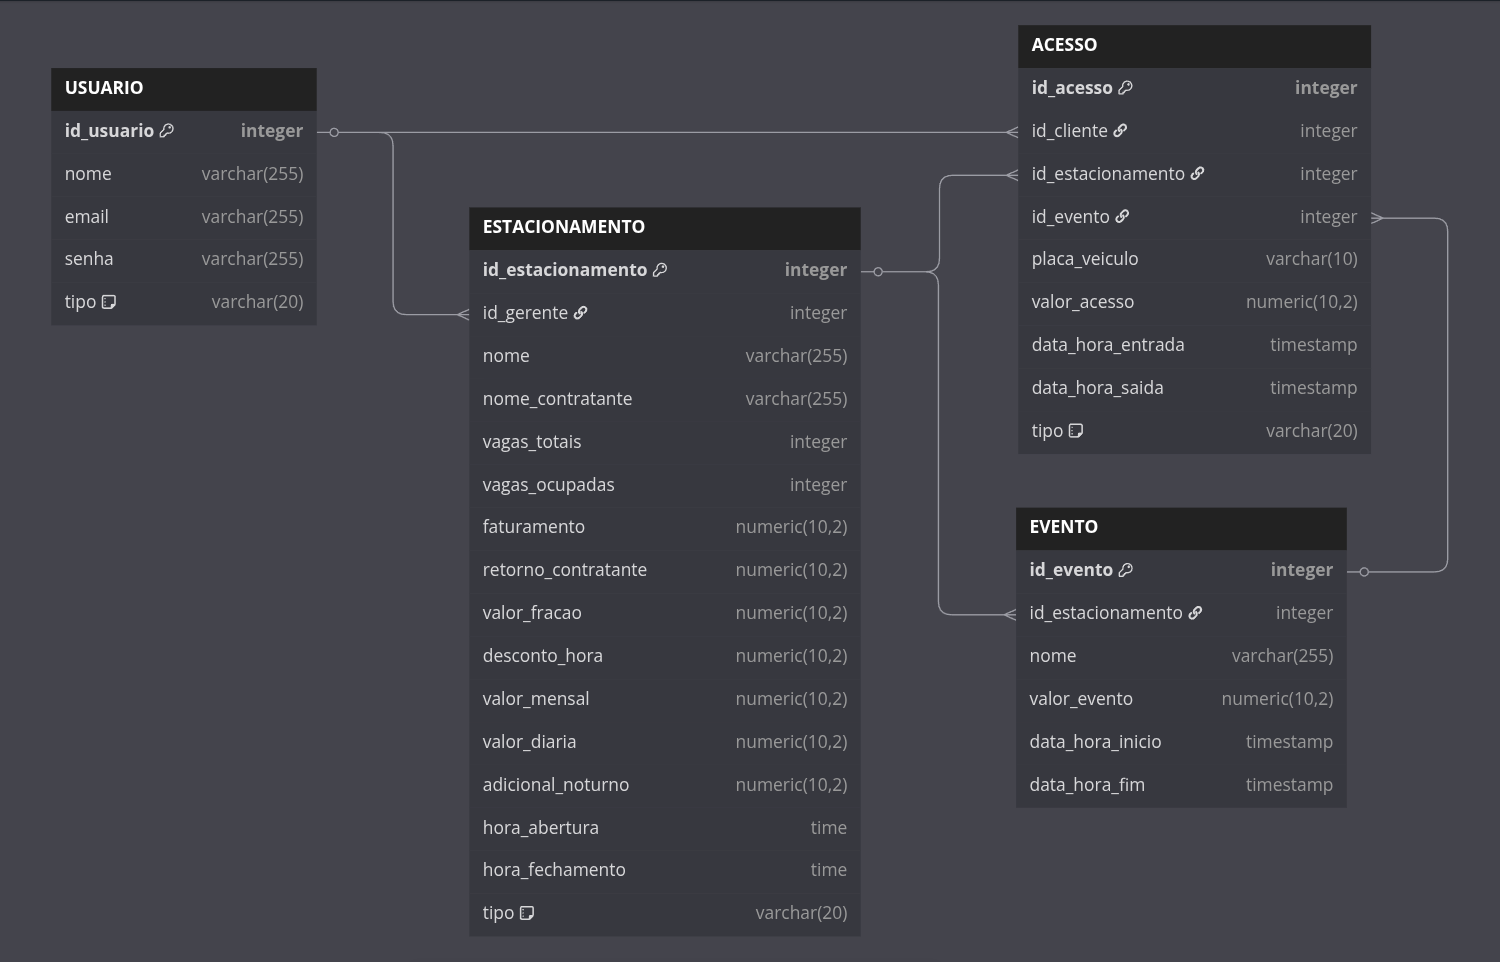 USUARIO
id_usuario integer
nome varchar(255)
email varchar(255)
senha varchar(255)
tipo varchar(20)
ESTACIONAMENTO
id_estacionamento integer
id_gerente integer
nome varchar(255)
nome_contratante varchar(255)
vagas_totais integer
vagas_ocupadas integer
faturamento numeric(10,2)
retorno_contratante numeric(10,2)
valor_fracao numeric(10,2)
desconto_hora numeric(10,2)
valor_mensal numeric(10,2)
valor_diaria numeric(10,2)
adicional_noturno numeric(10,2)
hora_abertura time
hora_fechamento time
tipo varchar(20)
ACESSO
id_acesso integer
id_cliente integer
id_estacionamento integer
id_evento integer
placa_veiculo varchar(10)
valor_acesso numeric(10,2)
data_hora_entrada timestamp
data_hora_saida timestamp
tipo varchar(20)
EVENTO
id_evento integer
id_estacionamento integer
nome varchar(255)
valor_evento numeric(10,2)
data_hora_inicio timestamp
data_hora_fim timestamp